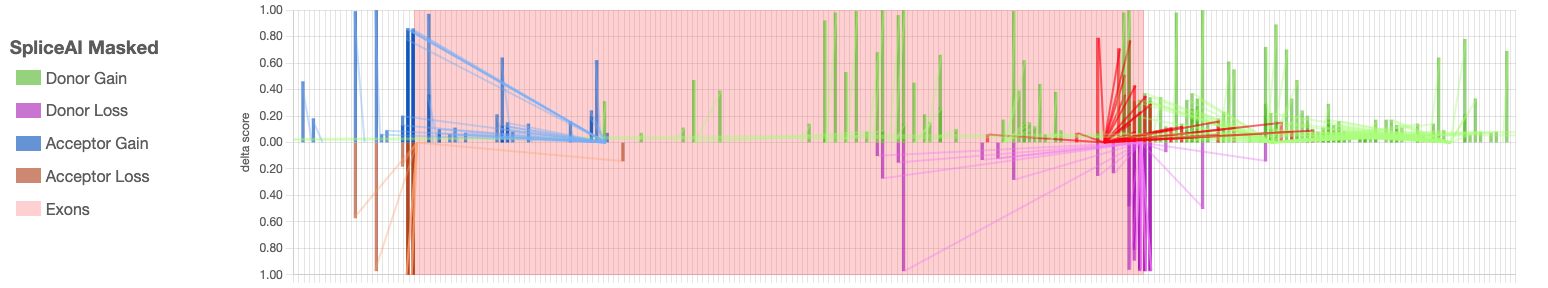 SpliceAI Masked
Donor Gain
Donor Loss
Acceptor Gain
Acceptor Loss
Exons
delta score
1.00
0.80
0.60
0.40
0.20
0.00
0.20
0.40
0.60
0.80
1.00